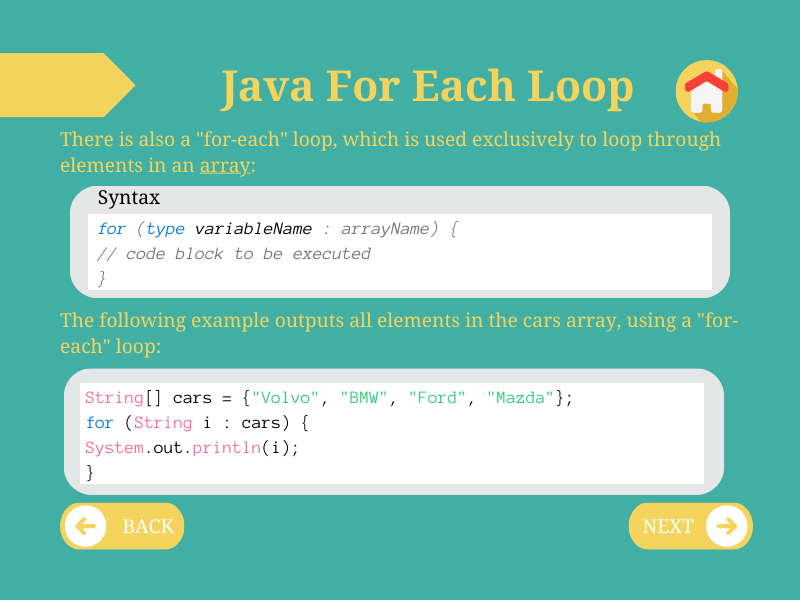 Java For Each Loop
There is also a "for-each" loop, which is used exclusively to loop through
elements in an array:
Syntax
for (type variableName : arrayName) {
// code block to be executed
}
The following example outputs all elements in the cars array, using a "for-
each" loop:
String[] cars = {"Volvo", "BMW", "Ford", "Mazda"};
for (String i : cars) {
System.out.println(i);
}
BACK
NEXT